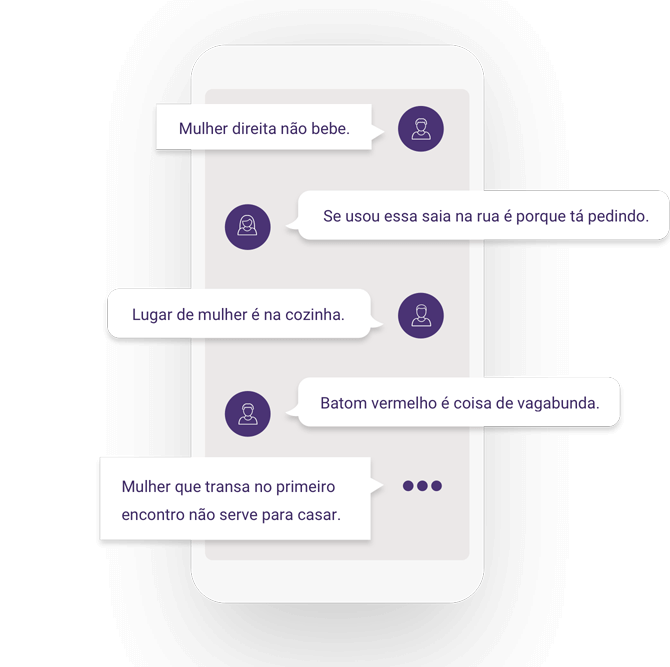 Mulher direita não bebe.
Se usou essa saia na rua é porque tá pedindo.
Lugar de mulher é na cozinha.
Batom vermelho é coisa de vagabunda.
Mulher que transa no primeiro
encontro não serve para casar.